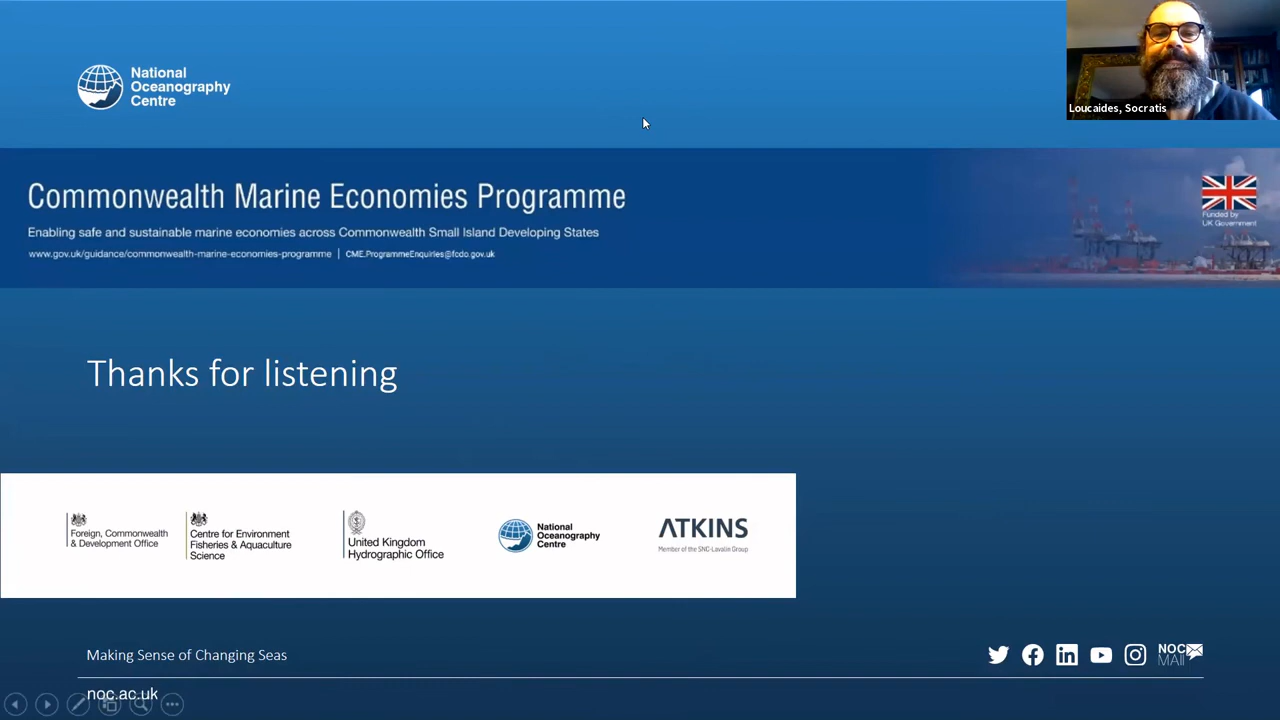 National
Oceanography
Centre
Loucaides, Socratis
Commonwealth Marine Economies Programme
Enabling safe and sustainable marine economies across Commonwealth Small Island Developing States
www.gov.uk/guidance/commonwealth-marine-economies-programme | CME.ProgrammeEnquiries@fcdo.gov.uk
Funded by
UK Government
Thanks for listening
Foreign, Commonwealth
& Development Office
Centre for Environment
Fisheries & Aquaculture
Science
United Kingdom
Hydrographic Office
National
Oceanography
Centre
ATKINS
Member of the SNC-Lavalin Group
Making Sense of Changing Seas
NOC
MAIL
noc.ac.uk